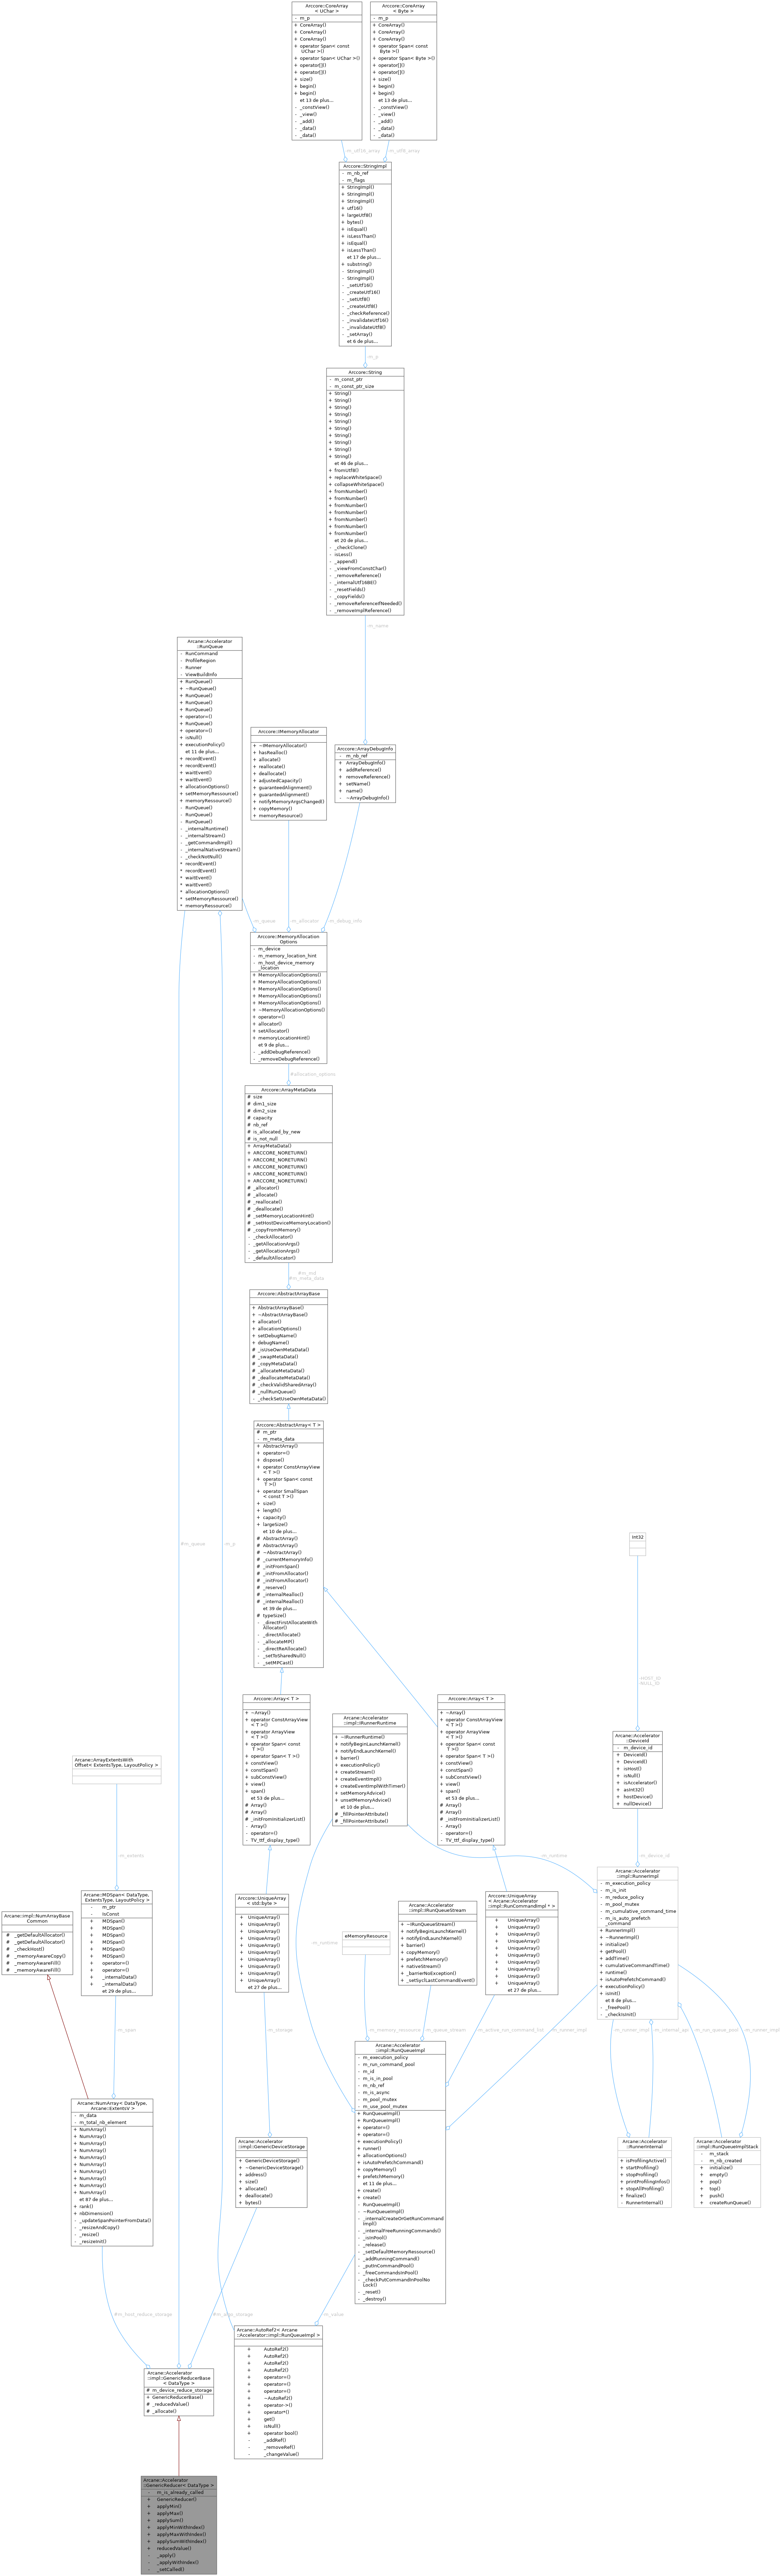 Arccore::CoreArray
< UChar >
- m_p
+ CoreArray()
+ CoreArray()
+ CoreArray()
+ operator Span< const
UChar >()
+ operator Span< UChar >()
+ operator[]()
+ operator[]()
+ size()
+ begin()
+ begin()
et 13 de plus...
- _constView()
- _view()
- _add()
- _data()
- _data()
Arccore::CoreArray
< Byte >
- m_p
+ CoreArray()
+ CoreArray()
+ CoreArray()
+ operator Span< const
Byte >()
+ operator Span< Byte >()
+ operator[]()
+ operator[]()
+ size()
+ begin()
+ begin()
et 13 de plus...
- _constView()
- _view()
- _add()
- _data()
- _data()
-m_utf16_array
-m_utf8_array
Arccore::StringImpl
- m_nb_ref
- m_flags
+ StringImpl()
+ StringImpl()
+ StringImpl()
+ utf16()
+ largeUtf8()
+ bytes()
+ isEqual()
+ isLessThan()
+ isEqual()
+ isLessThan()
et 17 de plus...
+ substring()
- StringImpl()
- StringImpl()
- _setUtf16()
- _createUtf16()
- _setUtf8()
- _createUtf8()
- _checkReference()
- _invalidateUtf16()
- _invalidateUtf8()
- _setArray()
et 6 de plus...
-m_p
Arccore::String
- m_const_ptr
- m_const_ptr_size
+ String()
+ String()
+ String()
+ String()
+ String()
+ String()
+ String()
+ String()
+ String()
+ String()
et 46 de plus...
+ fromUtf8()
+ replaceWhiteSpace()
+ collapseWhiteSpace()
+ fromNumber()
+ fromNumber()
+ fromNumber()
+ fromNumber()
+ fromNumber()
+ fromNumber()
+ fromNumber()
et 20 de plus...
- _checkClone()
- isLess()
- _append()
- _viewFromConstChar()
- _removeReference()
- _internalUtf16BE()
- _resetFields()
- _copyFields()
- _removeReferenceIfNeeded()
- _removeImplReference()
-m_name
Arcane::Accelerator
::RunQueue
- RunCommand
- ProfileRegion
- Runner
- ViewBuildInfo
+ RunQueue()
+ ~RunQueue()
+ RunQueue()
+ RunQueue()
+ RunQueue()
+ operator=()
+ RunQueue()
+ operator=()
+ isNull()
+ executionPolicy()
et 11 de plus...
+ recordEvent()
+ recordEvent()
+ waitEvent()
+ waitEvent()
+ allocationOptions()
+ setMemoryRessource()
+ memoryRessource()
- RunQueue()
- RunQueue()
- RunQueue()
- _internalRuntime()
- _internalStream()
- _getCommandImpl()
- _internalNativeStream()
- _checkNotNull()
* recordEvent()
* recordEvent()
* waitEvent()
* waitEvent()
* allocationOptions()
* setMemoryRessource()
* memoryRessource()
Arccore::IMemoryAllocator
+ ~IMemoryAllocator()
+ hasRealloc()
+ allocate()
+ reallocate()
+ deallocate()
+ adjustedCapacity()
+ guaranteedAlignment()
+ guarantedAlignment()
+ notifyMemoryArgsChanged()
+ copyMemory()
+ memoryResource()
Arccore::ArrayDebugInfo
- m_nb_ref
+ ArrayDebugInfo()
+ addReference()
+ removeReference()
+ setName()
+ name()
- ~ArrayDebugInfo()
-m_queue
-m_allocator
-m_debug_info
Arccore::MemoryAllocation
Options
- m_device
- m_memory_location_hint
- m_host_device_memory
_location
+ MemoryAllocationOptions()
+ MemoryAllocationOptions()
+ MemoryAllocationOptions()
+ MemoryAllocationOptions()
+ MemoryAllocationOptions()
+ ~MemoryAllocationOptions()
+ operator=()
+ allocator()
+ setAllocator()
+ memoryLocationHint()
et 9 de plus...
- _addDebugReference()
- _removeDebugReference()
#allocation_options
Arccore::ArrayMetaData
# size
# dim1_size
# dim2_size
# capacity
# nb_ref
# is_allocated_by_new
# is_not_null
+ ArrayMetaData()
+ ARCCORE_NORETURN()
+ ARCCORE_NORETURN()
+ ARCCORE_NORETURN()
+ ARCCORE_NORETURN()
+ ARCCORE_NORETURN()
# _allocator()
# _allocate()
# _reallocate()
# _deallocate()
# _setMemoryLocationHint()
# _setHostDeviceMemoryLocation()
# _copyFromMemory()
- _checkAllocator()
- _getAllocationArgs()
- _getAllocationArgs()
- _defaultAllocator()
#m_md
#m_meta_data
Arccore::AbstractArrayBase
+ AbstractArrayBase()
+ ~AbstractArrayBase()
+ allocator()
+ allocationOptions()
+ setDebugName()
+ debugName()
# _isUseOwnMetaData()
# _swapMetaData()
# _copyMetaData()
# _allocateMetaData()
# _deallocateMetaData()
# _checkValidSharedArray()
# _nullRunQueue()
- _checkSetUseOwnMetaData()
Arccore::AbstractArray< T >
# m_ptr
- m_meta_data
+ AbstractArray()
+ operator=()
+ dispose()
+ operator ConstArrayView
< T >()
+ operator Span< const
T >()
+ operator SmallSpan
< const T >()
+ size()
+ length()
+ capacity()
+ largeSize()
et 10 de plus...
# AbstractArray()
# AbstractArray()
# ~AbstractArray()
# _currentMemoryInfo()
# _initFromSpan()
# _initFromAllocator()
# _initFromAllocator()
# _reserve()
# _internalRealloc()
# _internalRealloc()
et 39 de plus...
# typeSize()
- _directFirstAllocateWith
Allocator()
- _directAllocate()
- _allocateMP()
- _directReAllocate()
- _setToSharedNull()
- _setMPCast()
#m_queue
-m_p
Int32
-HOST_ID
-NULL_ID
Arccore::Array< T >
+ ~Array()
+ operator ConstArrayView
< T >()
+ operator ArrayView
< T >()
+ operator Span< const
T >()
+ operator Span< T >()
+ constView()
+ constSpan()
+ subConstView()
+ view()
+ span()
et 53 de plus...
# Array()
# Array()
# _initFromInitializerList()
- Array()
- operator=()
- TV_ttf_display_type()
Arcane::Accelerator
::impl::IRunnerRuntime
+ ~IRunnerRuntime()
+ notifyBeginLaunchKernel()
+ notifyEndLaunchKernel()
+ barrier()
+ executionPolicy()
+ createStream()
+ createEventImpl()
+ createEventImplWithTimer()
+ setMemoryAdvice()
+ unsetMemoryAdvice()
et 10 de plus...
# _fillPointerAttribute()
# _fillPointerAttribute()
Arccore::Array< T >
+ ~Array()
+ operator ConstArrayView
< T >()
+ operator ArrayView
< T >()
+ operator Span< const
T >()
+ operator Span< T >()
+ constView()
+ constSpan()
+ subConstView()
+ view()
+ span()
et 53 de plus...
# Array()
# Array()
# _initFromInitializerList()
- Array()
- operator=()
- TV_ttf_display_type()
Arcane::Accelerator
::DeviceId
- m_device_id
+ DeviceId()
+ DeviceId()
+ isHost()
+ isNull()
+ isAccelerator()
+ asInt32()
+ hostDevice()
+ nullDevice()
Arcane::ArrayExtentsWith
Offset< ExtentsType, LayoutPolicy >
-m_extents
-m_runtime
-m_device_id
Arcane::impl::NumArrayBase
Common
# _getDefaultAllocator()
# _getDefaultAllocator()
# _checkHost()
# _memoryAwareCopy()
# _memoryAwareFill()
# _memoryAwareFill()
Arcane::MDSpan< DataType,
ExtentsType, LayoutPolicy >
- m_ptr
- IsConst
+ MDSpan()
+ MDSpan()
+ MDSpan()
+ MDSpan()
+ MDSpan()
+ MDSpan()
+ operator=()
+ operator=()
+ _internalData()
+ _internalData()
et 29 de plus...
Arccore::UniqueArray
< std::byte >
+ UniqueArray()
+ UniqueArray()
+ UniqueArray()
+ UniqueArray()
+ UniqueArray()
+ UniqueArray()
+ UniqueArray()
+ UniqueArray()
+ UniqueArray()
+ UniqueArray()
et 27 de plus...
eMemoryResource
Arcane::Accelerator
::impl::IRunQueueStream
+ ~IRunQueueStream()
+ notifyBeginLaunchKernel()
+ notifyEndLaunchKernel()
+ barrier()
+ copyMemory()
+ prefetchMemory()
+ nativeStream()
+ _barrierNoException()
+ _setSyclLastCommandEvent()
Arccore::UniqueArray
< Arcane::Accelerator
::impl::RunCommandImpl * >
+ UniqueArray()
+ UniqueArray()
+ UniqueArray()
+ UniqueArray()
+ UniqueArray()
+ UniqueArray()
+ UniqueArray()
+ UniqueArray()
+ UniqueArray()
+ UniqueArray()
et 27 de plus...
Arcane::Accelerator
::impl::RunnerImpl
- m_execution_policy
- m_is_init
- m_reduce_policy
- m_pool_mutex
- m_cumulative_command_time
- m_is_auto_prefetch
_command
+ RunnerImpl()
+ ~RunnerImpl()
+ initialize()
+ getPool()
+ addTime()
+ cumulativeCommandTime()
+ runtime()
+ isAutoPrefetchCommand()
+ executionPolicy()
+ isInit()
et 8 de plus...
- _freePool()
- _checkIsInit()
-m_span
-m_storage
-m_runtime
-m_memory_ressource
-m_queue_stream
-m_active_run_command_list
-m_runner_impl
-m_runner_impl
-m_internal_api
-m_run_queue_pool
-m_runner_impl
Arcane::NumArray< DataType,
Arcane::ExtentsV >
- m_data
- m_total_nb_element
+ NumArray()
+ NumArray()
+ NumArray()
+ NumArray()
+ NumArray()
+ NumArray()
+ NumArray()
+ NumArray()
+ NumArray()
+ NumArray()
et 87 de plus...
+ rank()
+ nbDimension()
- _updateSpanPointerFromData()
- _resizeAndCopy()
- _resize()
- _resizeInit()
Arcane::Accelerator
::impl::GenericDeviceStorage
+ GenericDeviceStorage()
+ ~GenericDeviceStorage()
+ address()
+ size()
+ allocate()
+ deallocate()
+ bytes()
Arcane::Accelerator
::impl::RunQueueImpl
- m_execution_policy
- m_run_command_pool
- m_id
- m_is_in_pool
- m_nb_ref
- m_is_async
- m_pool_mutex
- m_use_pool_mutex
+ RunQueueImpl()
+ RunQueueImpl()
+ operator=()
+ operator=()
+ executionPolicy()
+ runner()
+ allocationOptions()
+ isAutoPrefetchCommand()
+ copyMemory()
+ prefetchMemory()
et 11 de plus...
+ create()
+ create()
- RunQueueImpl()
- ~RunQueueImpl()
- _internalCreateOrGetRunCommand
Impl()
- _internalFreeRunningCommands()
- _isInPool()
- _release()
- _setDefaultMemoryRessource()
- _addRunningCommand()
- _putInCommandPool()
- _freeCommandsInPool()
- _checkPutCommandInPoolNo
Lock()
- _reset()
- _destroy()
Arcane::Accelerator
::RunnerInternal
+ isProfilingActive()
+ startProfiling()
+ stopProfiling()
+ printProfilingInfos()
+ stopAllProfiling()
+ finalize()
- RunnerInternal()
Arcane::Accelerator
::impl::RunQueueImplStack
- m_stack
- m_nb_created
+ initialize()
+ empty()
+ pop()
+ top()
+ push()
+ createRunQueue()
#m_host_reduce_storage
#m_algo_storage
-m_value
Arcane::AutoRef2< Arcane
::Accelerator::impl::RunQueueImpl >
+ AutoRef2()
+ AutoRef2()
+ AutoRef2()
+ AutoRef2()
+ operator=()
+ operator=()
+ operator=()
+ ~AutoRef2()
+ operator->()
+ operator*()
+ get()
+ isNull()
+ operator bool()
- _addRef()
- _removeRef()
- _changeValue()
Arcane::Accelerator
::impl::GenericReducerBase
< DataType >
# m_device_reduce_storage
+ GenericReducerBase()
# _reducedValue()
# _allocate()
Arcane::Accelerator
::GenericReducer< DataType >
- m_is_already_called
+ GenericReducer()
+ applyMin()
+ applyMax()
+ applySum()
+ applyMinWithIndex()
+ applyMaxWithIndex()
+ applySumWithIndex()
+ reducedValue()
- _apply()
- _applyWithIndex()
- _setCalled()